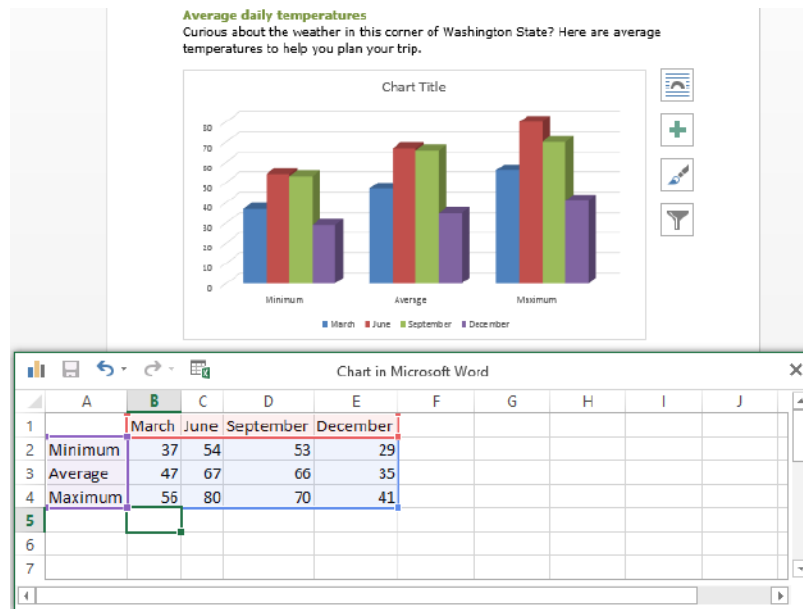 Average daily temperatures
Curious about the weather in this corner of Washington State? Here are average
temperatures to help you plan your trip.
Chart Title
80
70
60
50
40
30
20
10
0
Minimum Average Maximum
March June September December
Chart in Microsoft Word
A B C D E F G H I J
1 March June September December
2 Minimum 37 54 53 29
3 Average 47 67 66 35
4 Maximum 56 80 70 41
5
6
7